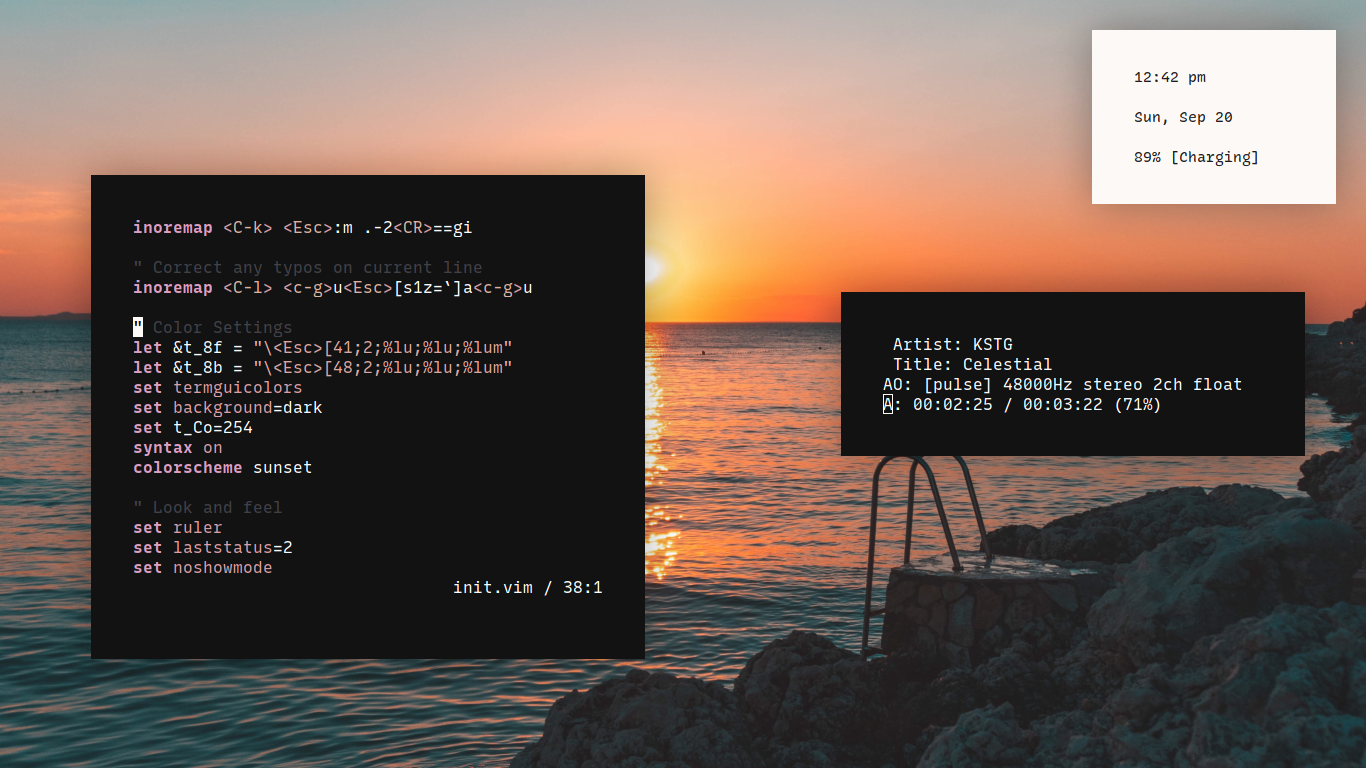 12:42 pm
Sun, Sep 20
89% [Charging]
inoremap <C-k> <Esc>:m .-2<CR>==gi
" Correct any typos on current line
inoremap <C-l> <c-g>u<Esc>[s1z=`]a<c-g>u
" Color Settings
let &t_8f = "\<Esc>[41;2;%lu;%lu;%lum"
let &t_8b = "\<Esc>[48;2;%lu;%lu;%lum"
set termguicolors
set background=dark
set t_Co=254
syntax on
colorscheme sunset
" Look and feel
set ruler
set laststatus=2
set noshowmode
init.vim / 38:1
Artist: KSTG
Title: Celestial
AO: [pulse] 48000Hz stereo 2ch float
A: 00:02:25 / 00:03:22 (71%)